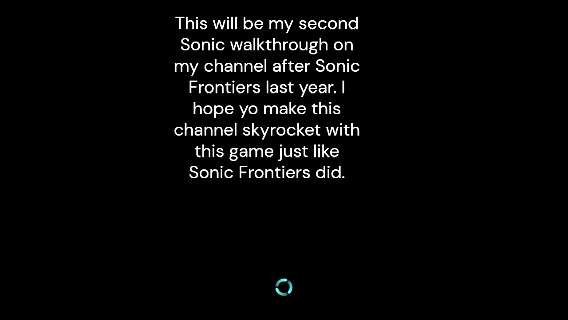 This will be my second
Sonic walkthrough on
my channel after Sonic
Frontiers last year. I
hope yo make this
channel skyrocket with
this game just like
Sonic Frontiers did.